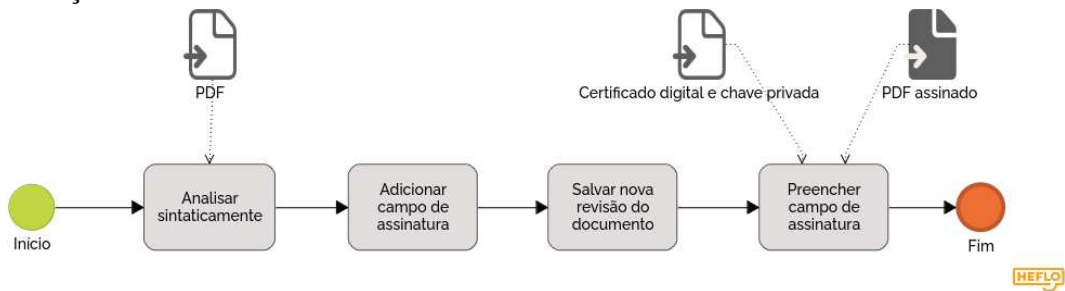 PDF
Certificado digital e chave privada
PDF assinado
Início
Analisar
sintaticamente
Adicionar
campo de
assinatura
Salvar nova
revisão do
documento
Preencher
campo de
assinatura
Fim
HEFLO